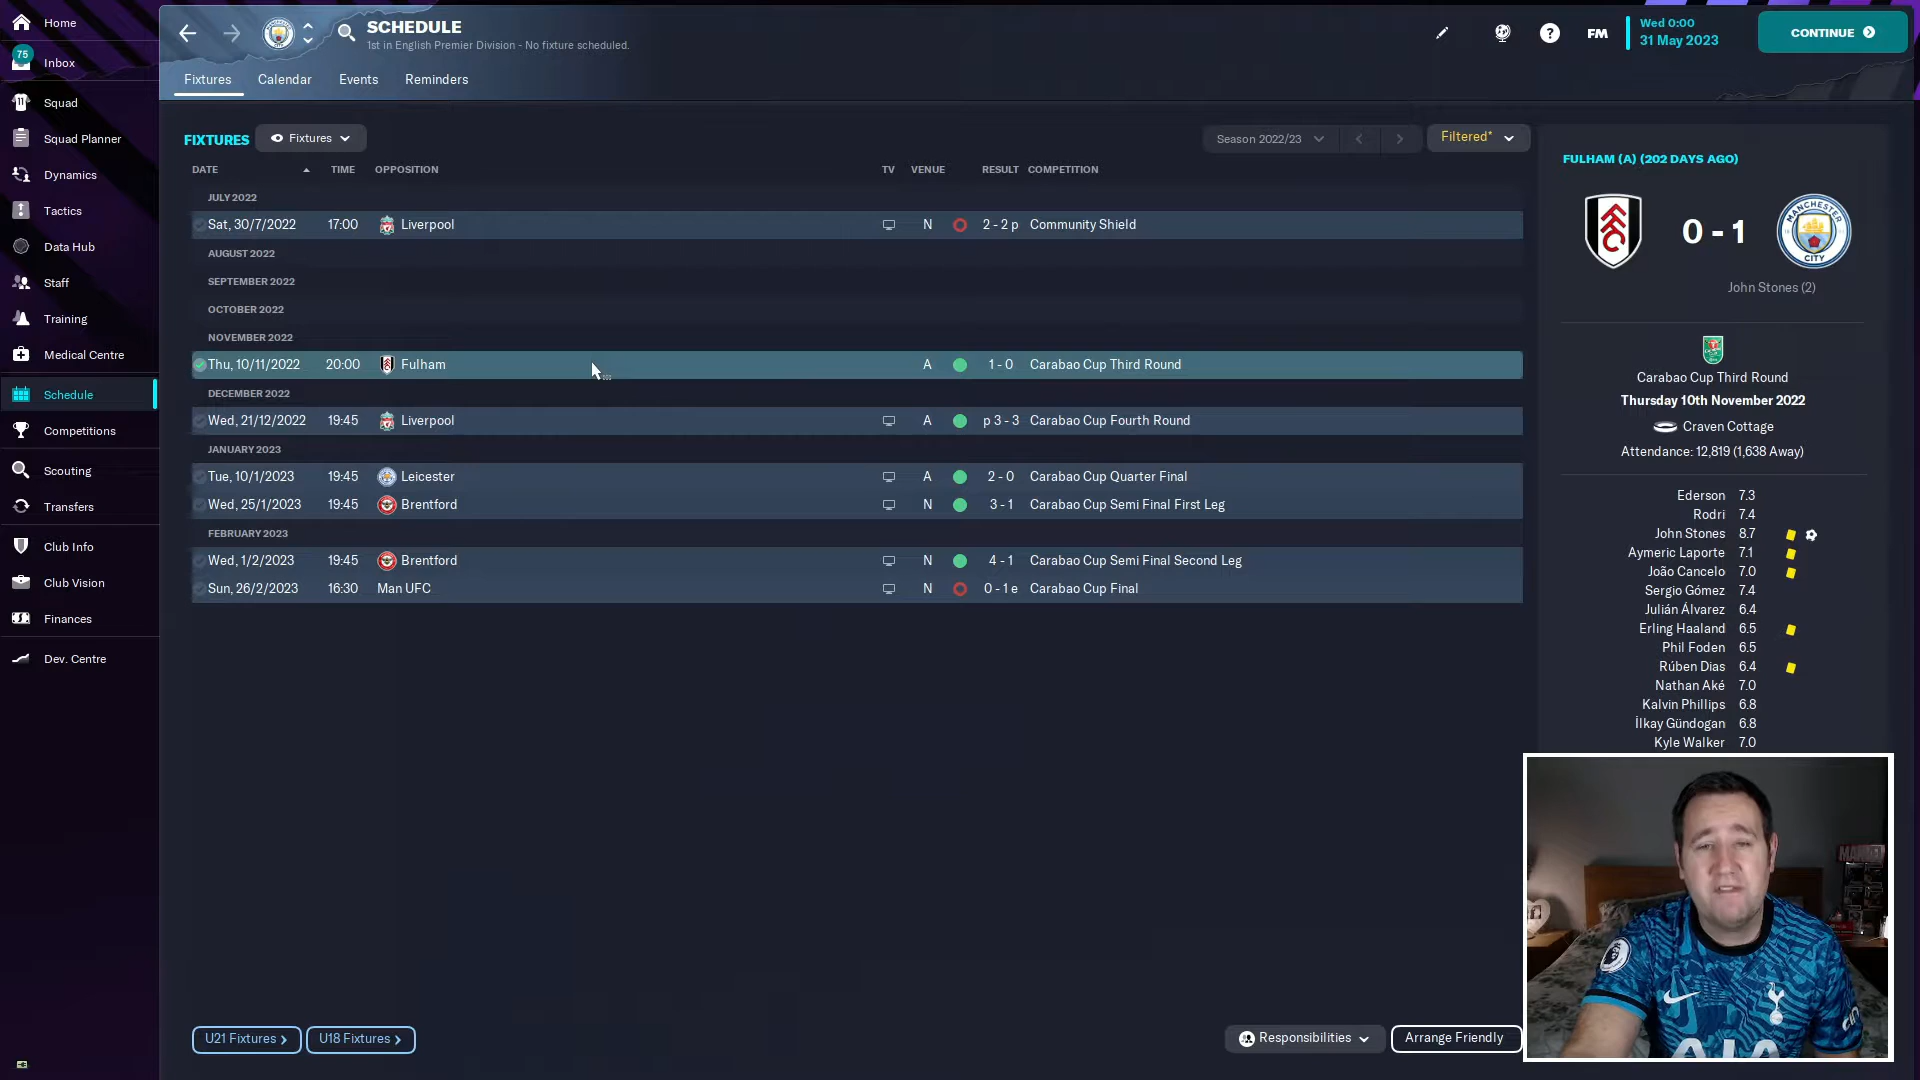 Home
75
Inbox
Squad
Squad Planner
Dynamics
Tactics
Data Hub
Staff
Training
Medical Centre
Schedule
Competitions
Scouting
Transfers
Club Info
Club Vision
Finances
Dev. Centre
SCHEDULE
1st in English Premier Division - No fixture scheduled.
? FM
Wed 0:00
31 May 2023
CONTINUE
Fixtures Calendar Events Reminders
FIXTURES Fixtures
Season 2022/23
Filtered*
DATE TIME OPPOSITION TV VENUE RESULT COMPETITION
JULY 2022
Sat, 30/7/2022 17:00 Liverpool N 2 - 2 p Community Shield
AUGUST 2022
SEPTEMBER 2022
OCTOBER 2022
NOVEMBER 2022
Thu, 10/11/2022 20:00 Fulham A 1 - 0 Carabao Cup Third Round
DECEMBER 2022
Wed, 21/12/2022 19:45 Liverpool A p 3 - 3 Carabao Cup Fourth Round
JANUARY 2023
Tue, 10/1/2023 19:45 Leicester A 2 - 0 Carabao Cup Quarter Final
Wed, 25/1/2023 19:45 Brentford N 3 - 1 Carabao Cup Semi Final First Leg
FEBRUARY 2023
Wed, 1/2/2023 19:45 Brentford N 4 - 1 Carabao Cup Semi Final Second Leg
Sun, 26/2/2023 16:30 Man UFC N 0 - 1 e Carabao Cup Final
U21 Fixtures
U18 Fixtures
Responsibilities
Arrange Friendly
FULHAM (A) (202 DAYS AGO)
FFC
0 - 1
MANCHESTER
CITY
John Stones (2)
Carabao Cup Third Round
Thursday 10th November 2022
Craven Cottage
Attendance: 12,819 (1,638 Away)
Ederson 7.3
Rodri 7.4
John Stones 8.7
Aymeric Laporte 7.1
João Cancelo 7.0
Sergio Gómez 7.4
Julián Álvarez 6.4
Erling Haaland 6.5
Phil Foden 6.5
Rúben Dias 6.4
Nathan Aké 7.0
Kalvin Phillips 6.8
İlkay Gündogan 6.8
Kyle Walker 7.0
MARVEL
AIA